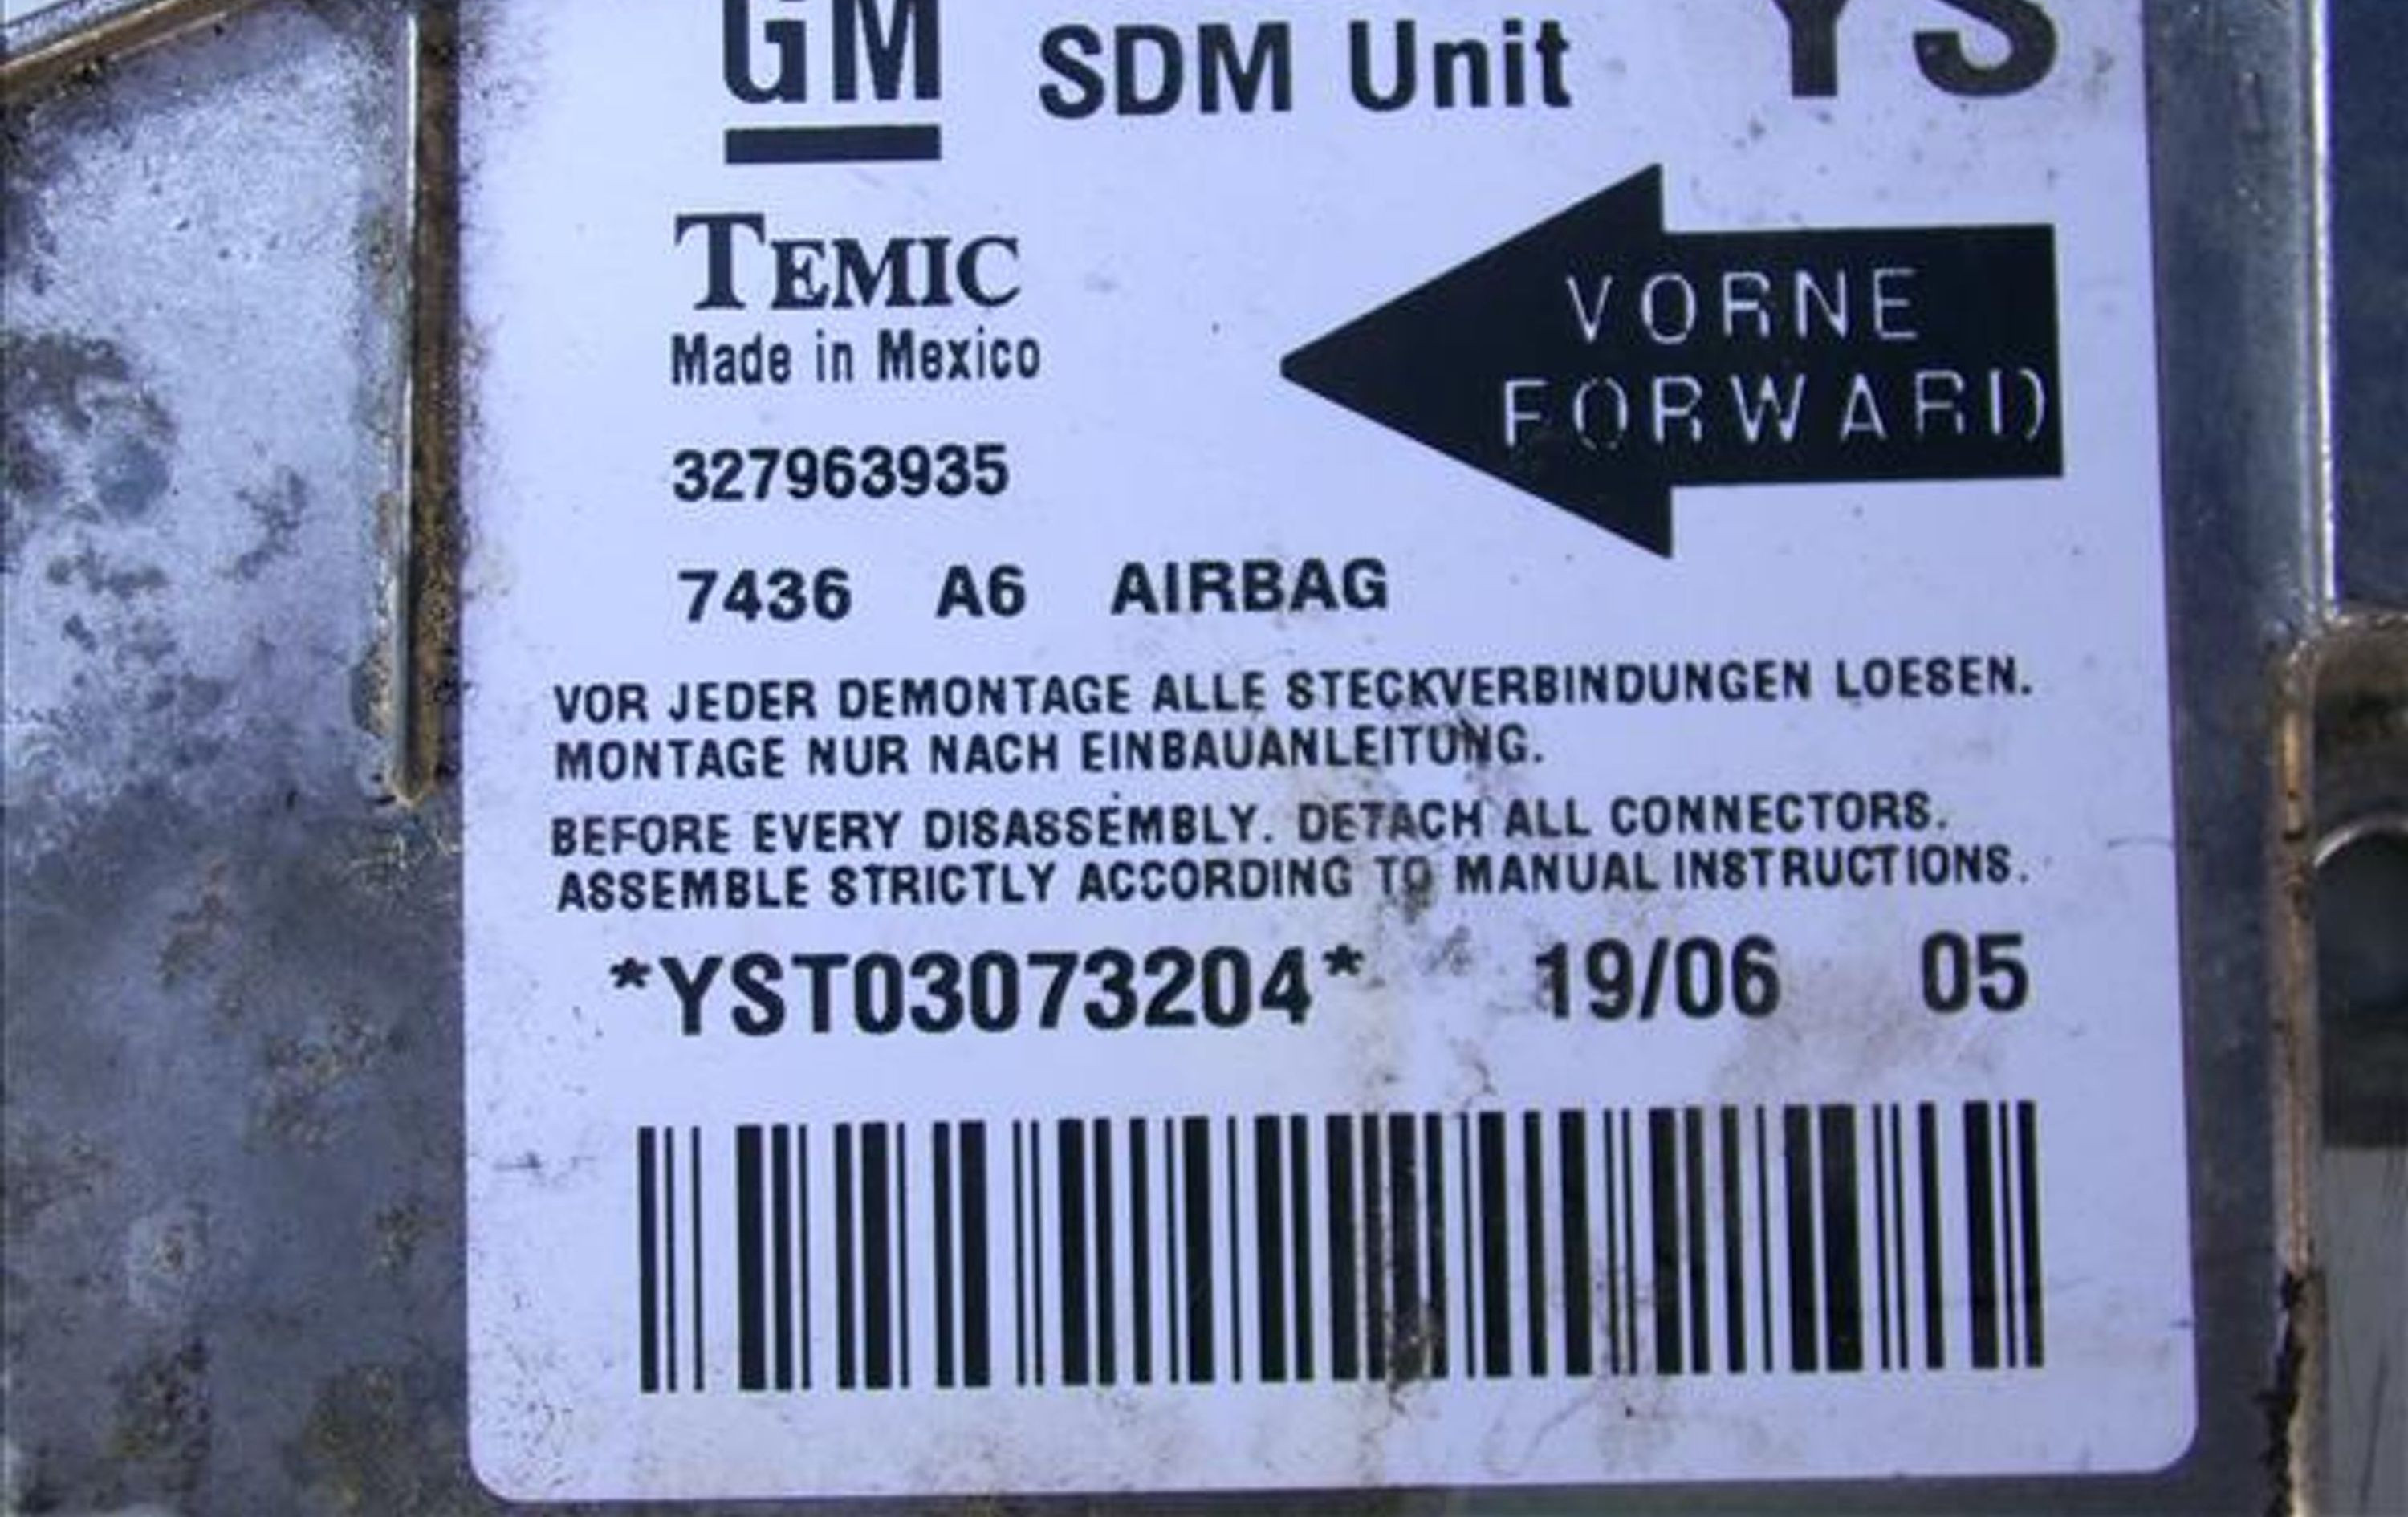 GM SDM Unit YS
TEMIC
Made in Mexico
VORNE
FORWARD
327963935
7436 A6 AIRBAG
VOR JEDER DEMONTAGE ALLE STECKVERBINDUNGEN LOESEN.
MONTAGE NUR NACH EINBAUANLEITUNG.
BEFORE EVERY DISASSEMBLY. DETACH ALL CONNECTORS.
ASSEMBLE STRICTLY ACCORDING TO MANUAL INSTRUCTIONS.
*YST03073204* 19/06 05